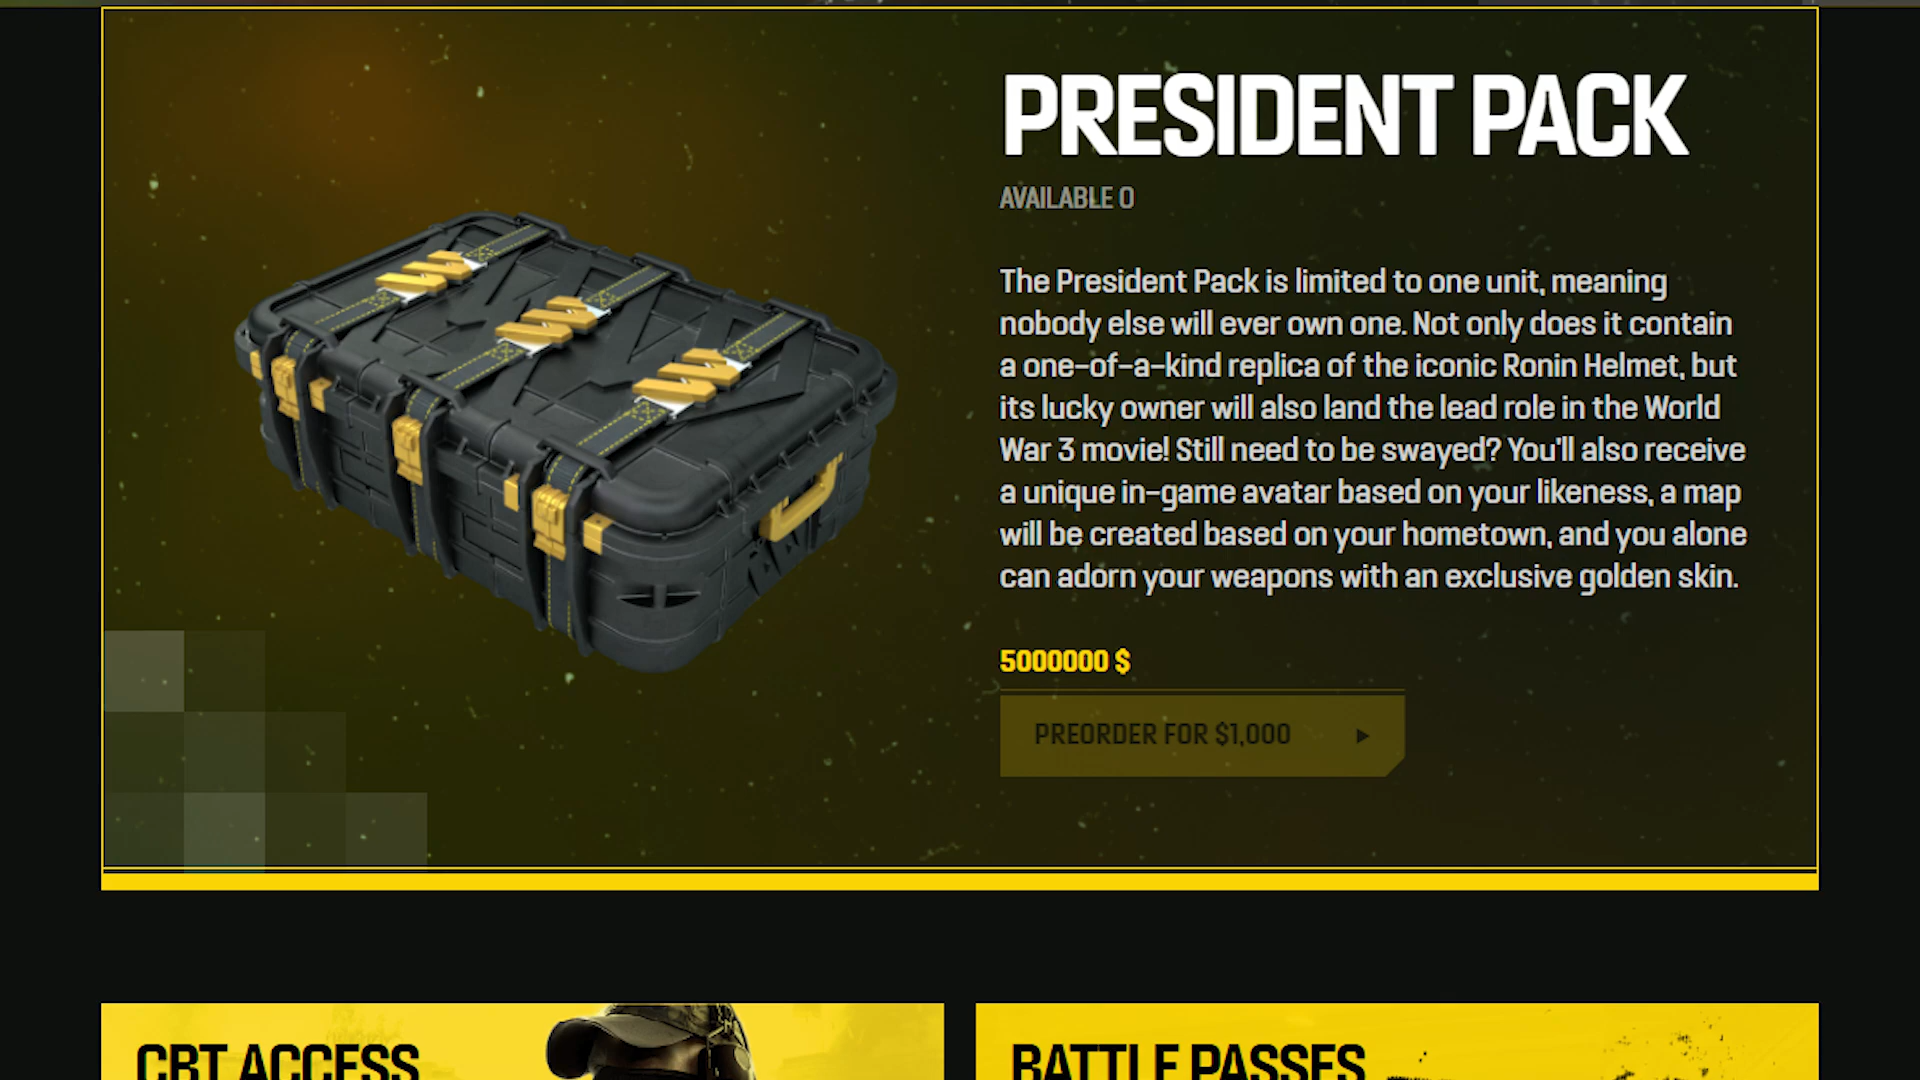 PRESIDENT PACK
AVAILABLE 0
The President Pack is limited to one unit, meaning
nobody else will ever own one. Not only does it contain
a one-of-a-kind replica of the iconic Ronin Helmet, but
its lucky owner will also land the lead role in the World
War 3 movie! Still need to be swayed? You'll also receive
a unique in-game avatar based on your likeness, a map
will be created based on your hometown, and you alone
can adorn your weapons with an exclusive golden skin.
5000000 $
PREORDER FOR $1,000
CBT ACCESS
BATTLE PASSES